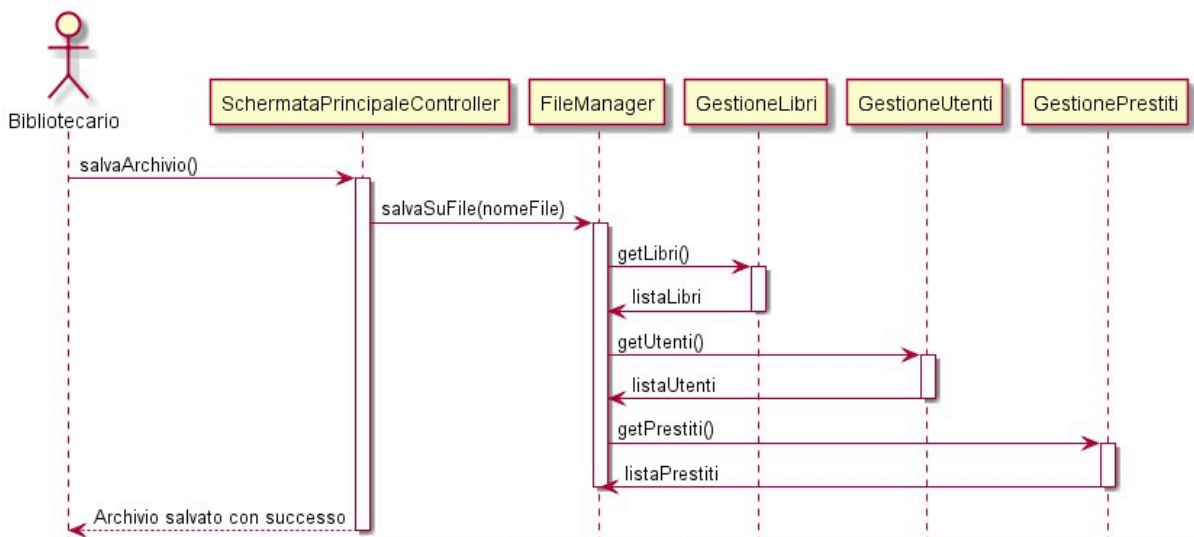 Bibliotecario
SchermataPrincipaleController
FileManager
GestioneLibri
GestioneUtenti
GestionePrestiti
salvaArchivio()
salvaSuFile(nomeFile)
getLibri()
listaLibri
getUtenti()
listaUtenti
getPrestiti()
listaPrestiti
Archivio salvato con successo